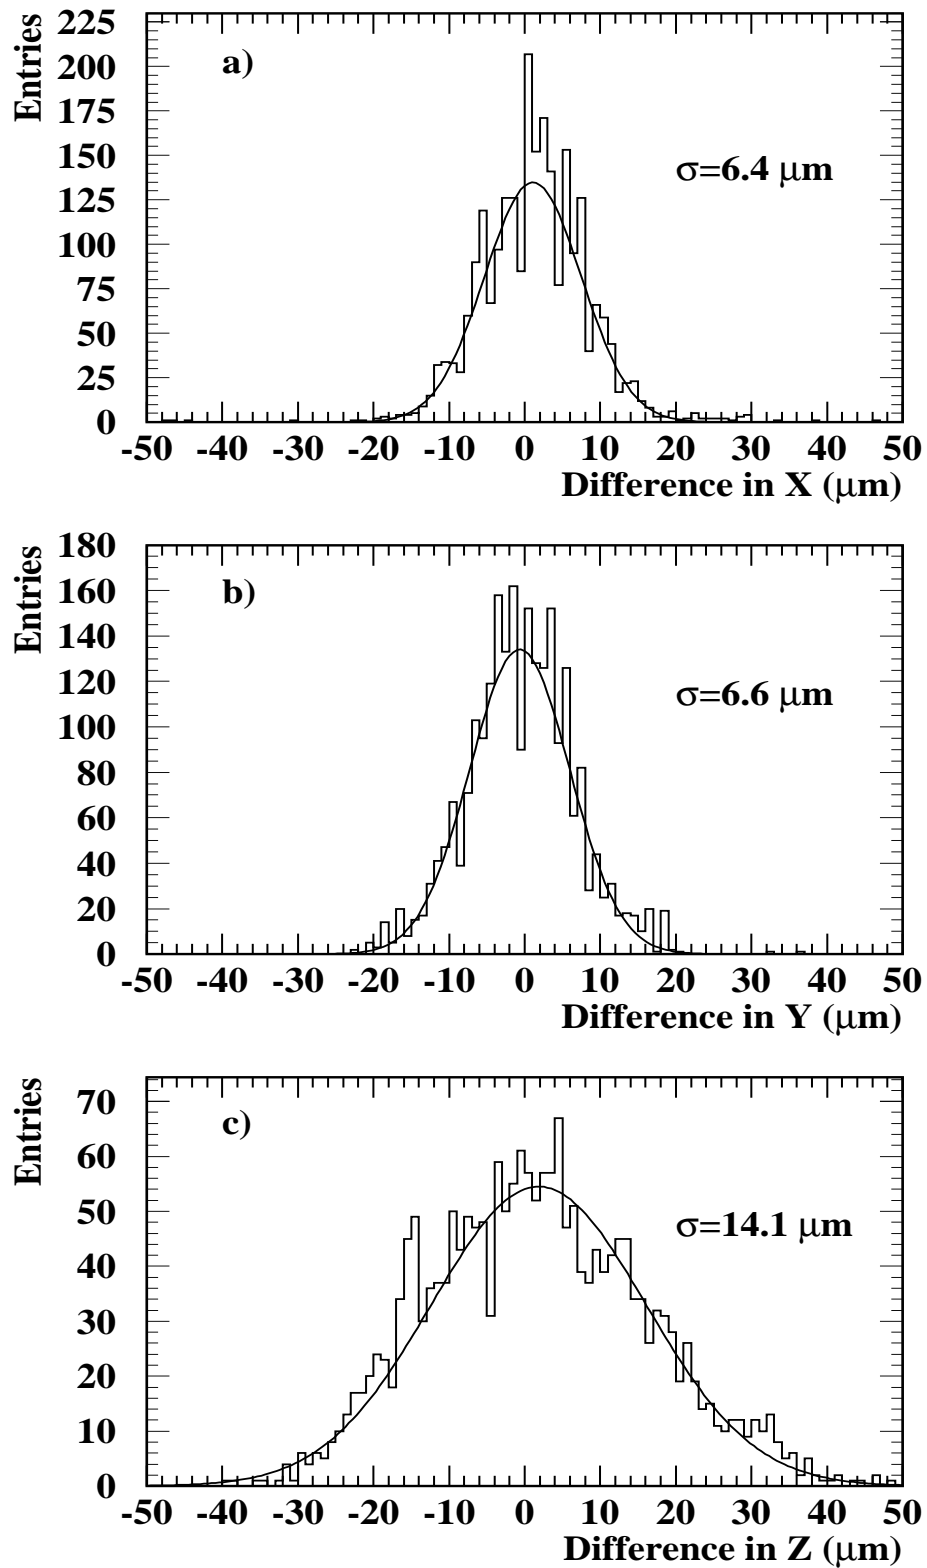 Entries
a)
σ=6.4 μm
225
200
175
150
125
100
75
50
25
0
-50 -40 -30 -20 -10 0 10 20 30 40 50
Difference in X (μm)
Entries
b)
σ=6.6 μm
180
160
140
120
100
80
60
40
20
0
-50 -40 -30 -20 -10 0 10 20 30 40 50
Difference in Y (μm)
Entries
c)
σ=14.1 μm
70
60
50
40
30
20
10
0
-50 -40 -30 -20 -10 0 10 20 30 40 50
Difference in Z (μm)